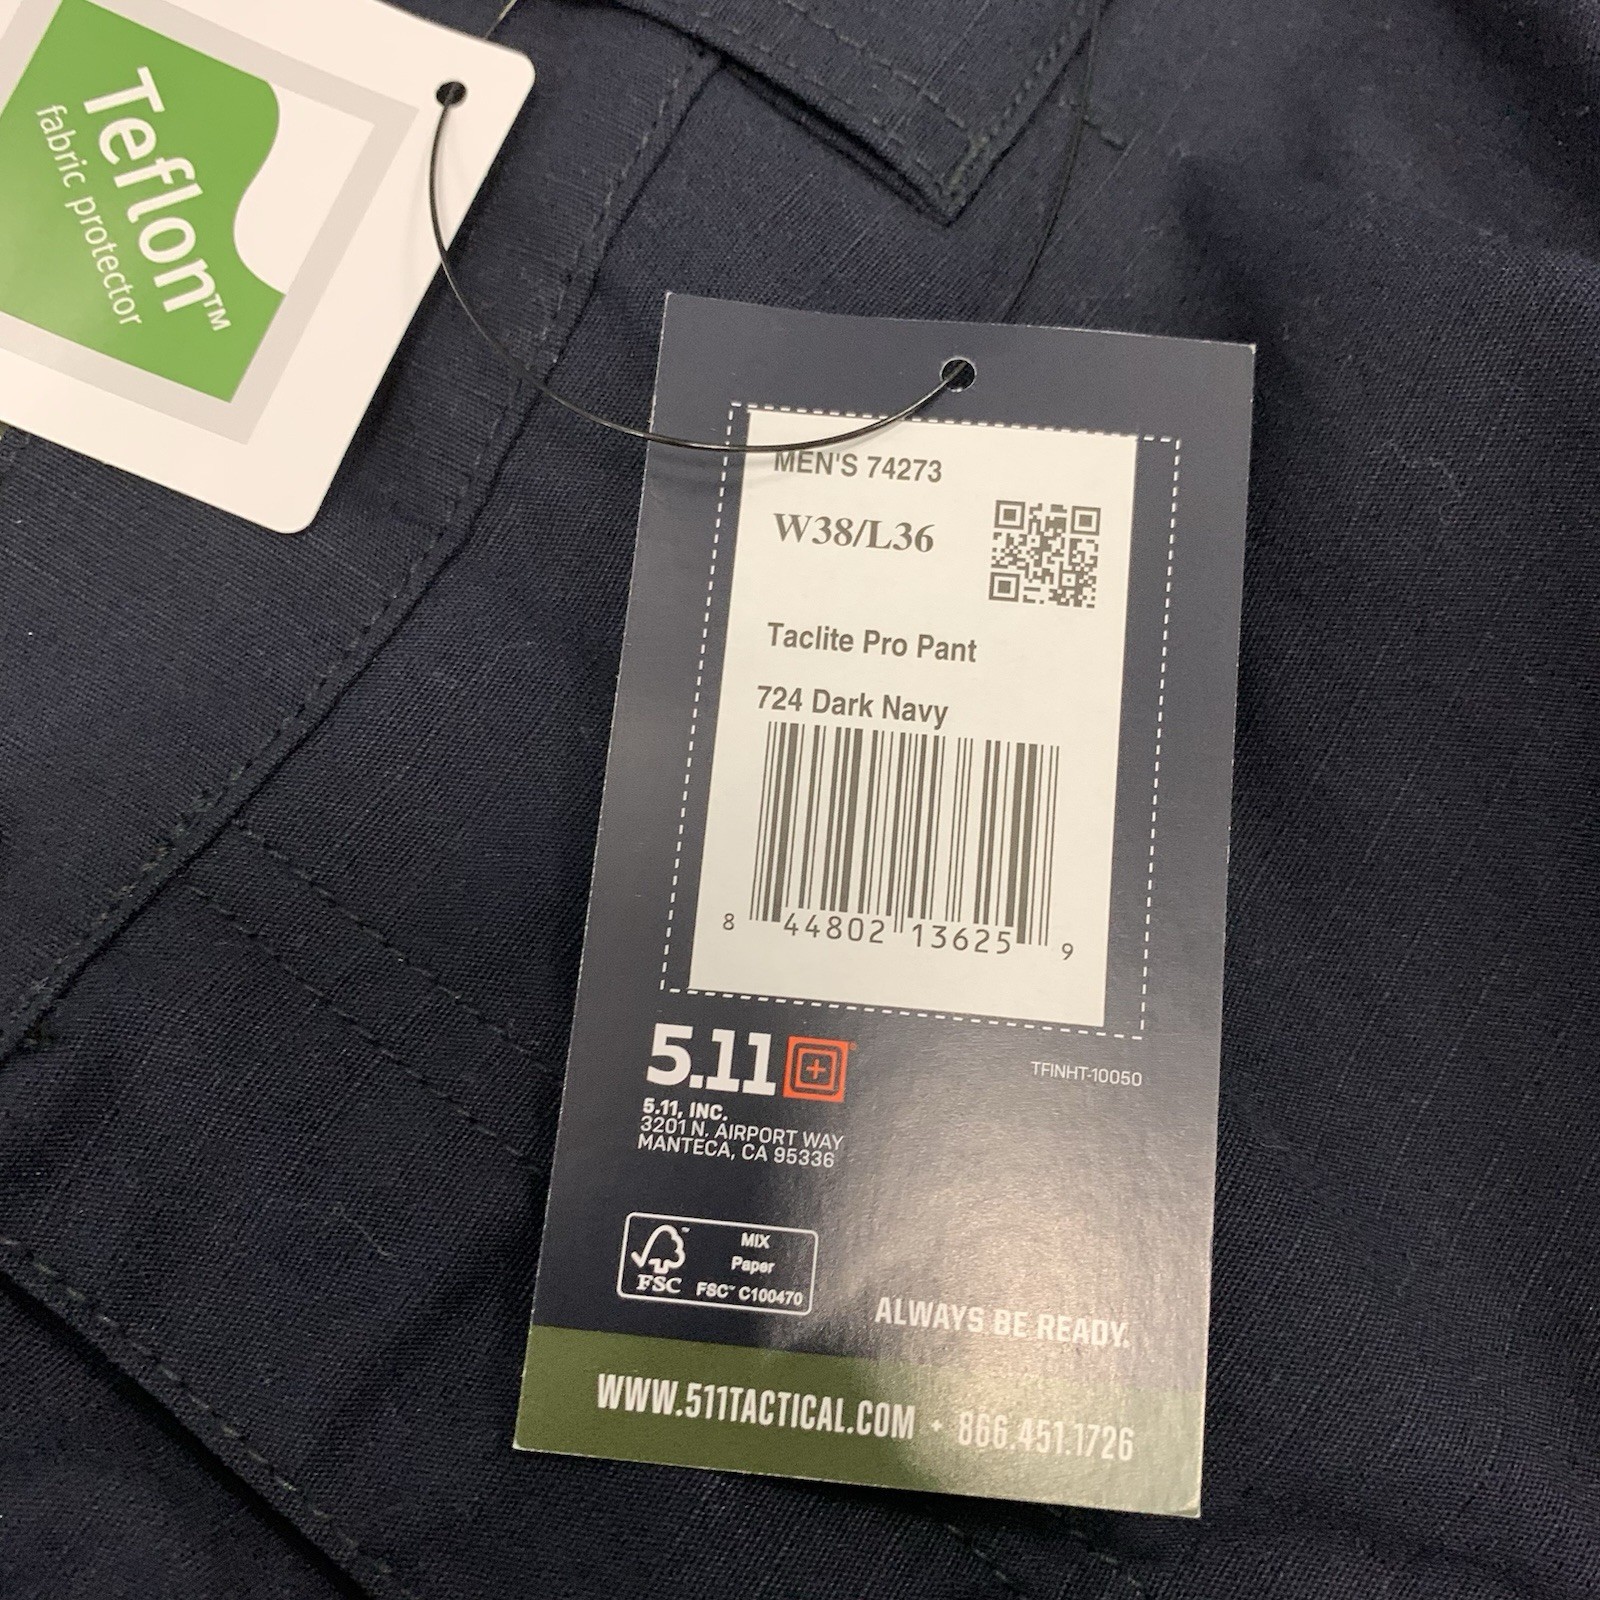 Teflon™
fabric protector
MEN'S 74273
W38/L36
Taclite Pro Pant
724 Dark Navy
8 44802 13625 9
5.11®
TFINHT-10050
5.11, INC.
3201 N. AIRPORT WAY
MANTECA, CA 95336
MIX
Paper
FSC™ C100470
FSC
ALWAYS BE READY.
WWW.511TACTICAL.COM • 866.451.1726